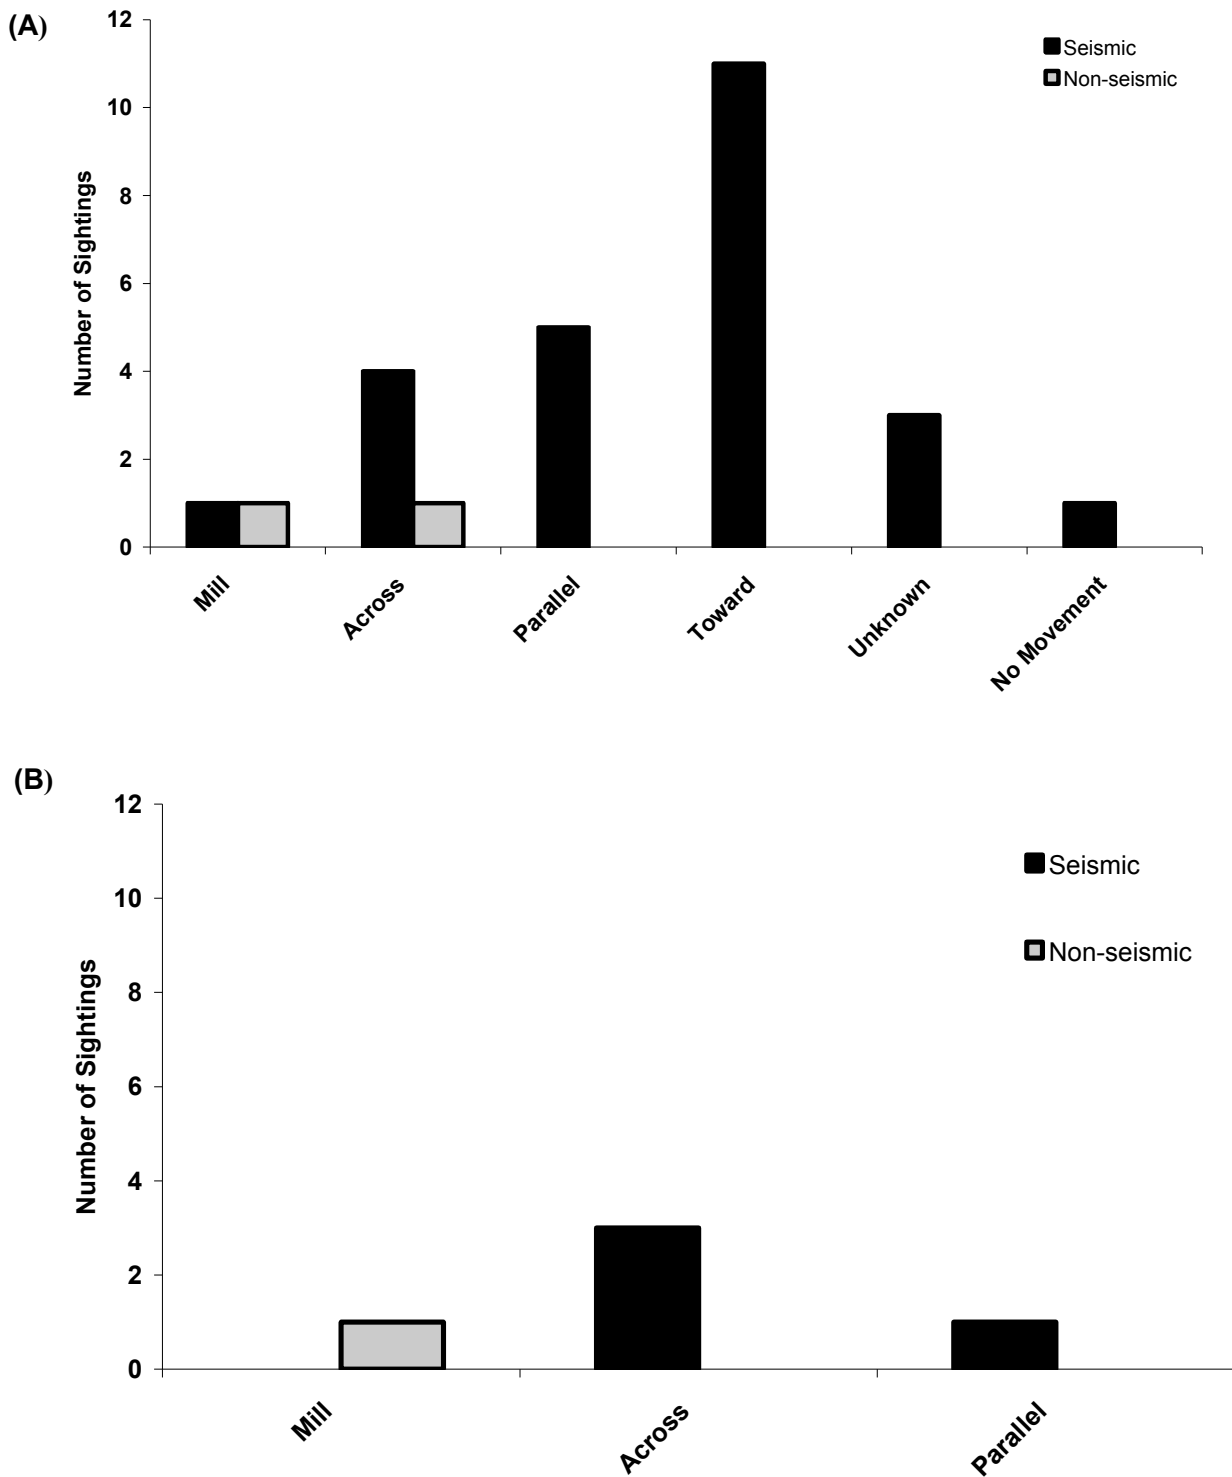 (A)
12
10
8
6
4
2
0
Number of Sightings
Seismic
Non-seismic
Mill
Across
Parallel
Toward
Unknown
No Movement
(B)
12
10
8
6
4
2
0
Number of Sightings
Seismic
Non-seismic
Mill
Across
Parallel